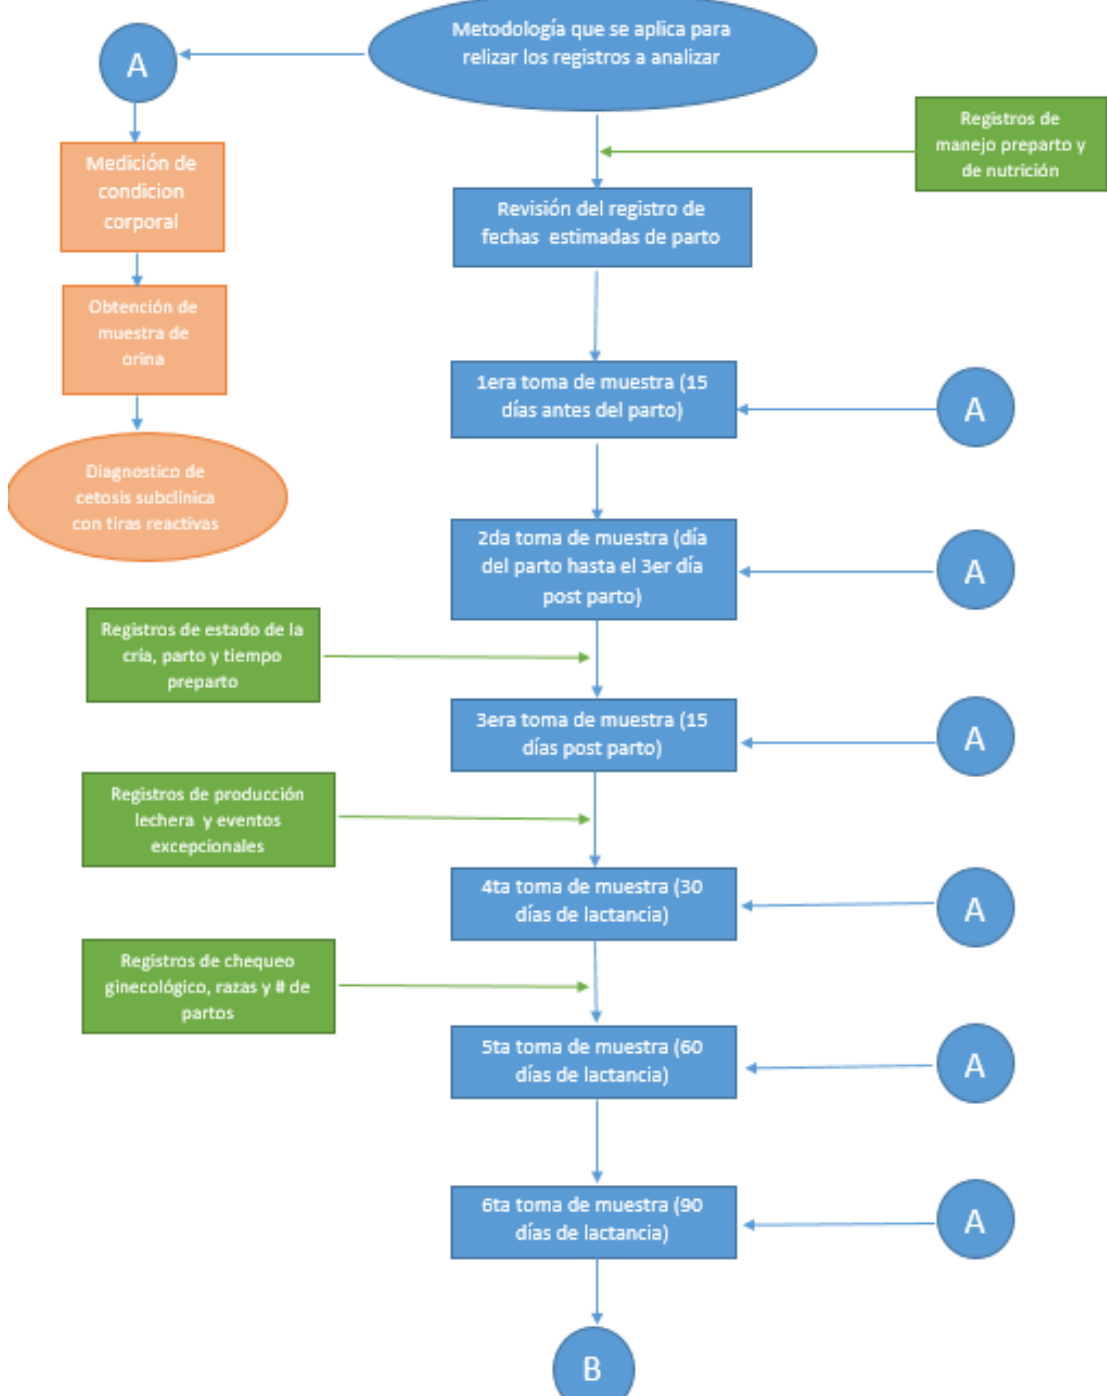 Metodología que se aplica para
relizar los registros a analizar
A
Registros de
manejo preparto y
de nutrición
Medición de
condicion
corporal
Revisión del registro de
fechas estimadas de parto
Obtención de
muestra de
orina
1era toma de muestra (15
días antes del parto)
A
Diagnostico de
cetosis subclínica
con tiras reactivas
2da toma de muestra (día
del parto hasta el 3er día
post parto)
A
Registros de estado de la
cría, parto y tiempo
preparto
3era toma de muestra (15
días post parto)
A
Registros de producción
lechera y eventos
excepcionales
4ta toma de muestra (30
días de lactancia)
A
Registros de chequeo
ginecológico, razas y # de
partos
5ta toma de muestra (60
días de lactancia)
A
6ta toma de muestra (90
días de lactancia)
A
B